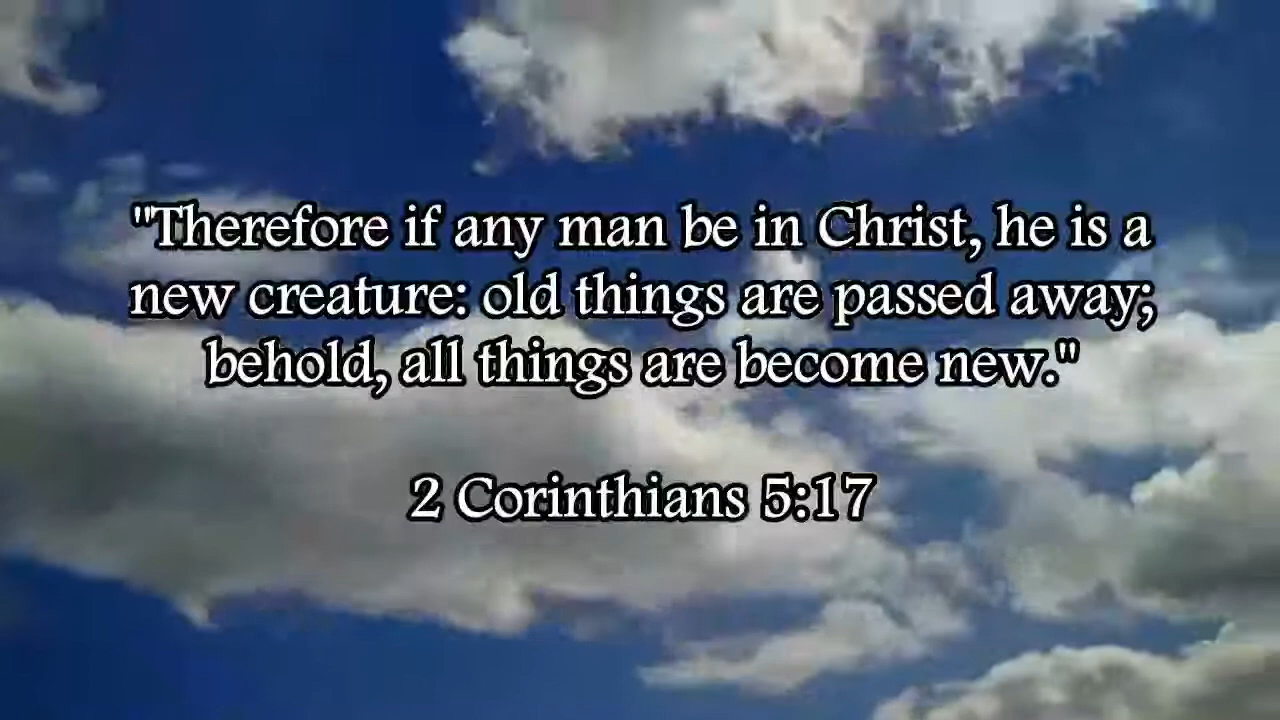 "Therefore if any man be in Christ, he is a
new creature: old things are passed away;
behold, all things are become new."
2 Corinthians 5:17